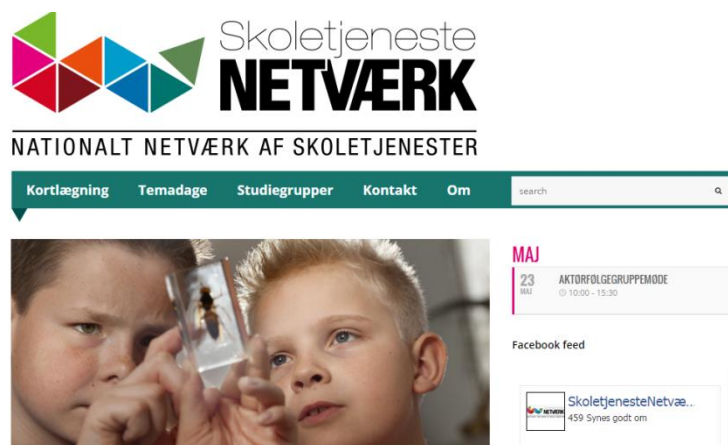 Skoletjeneste
NETVÆRK
NATIONALT NETVÆRK AF SKOLETJENESTER
Kortlægning Temadage Studiegrupper Kontakt Om search
MAJ
23 AKTØRFØLGEGRUPPEMØDE
MAJ 10:00 - 15:30
Facebook feed
SkoletjenesteNetvæ..
459 Synes godt om